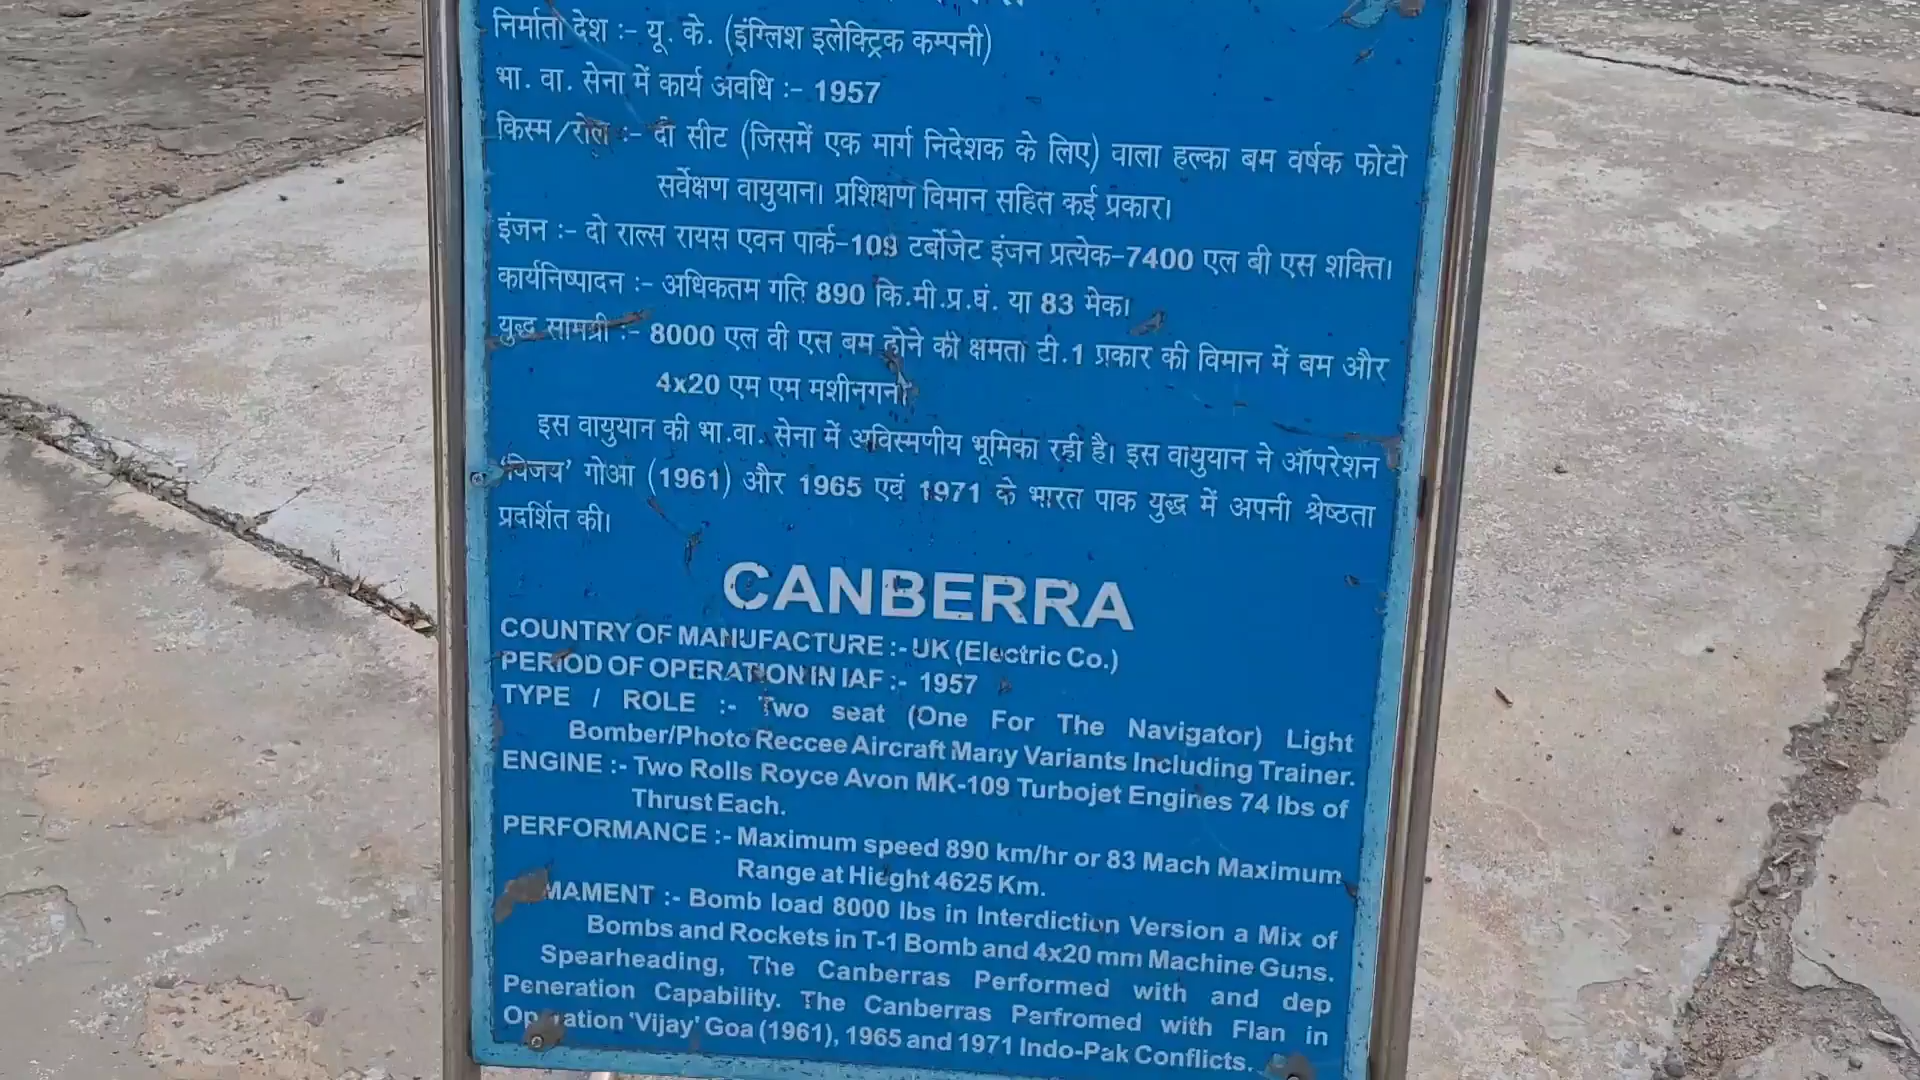 निर्माता देश :– यू. के. (इंग्लिश इलेक्ट्रिक कम्पनी)
भा. वा. सेना में कार्य अवधि :– 1957
किस्म/रोल :– दो सीट (जिसमें एक मार्ग निदेशक के लिए) वाला हल्का बम वर्षक फोटो
सर्वेक्षण वायुयान। प्रशिक्षण विमान सहित कई प्रकार।
इंजन :– दो राल्स रायस एवन पार्क–109 टर्बोजेट इंजन प्रत्येक–7400 एल बी एस शक्ति।
कार्यनिष्पादन :– अधिकतम गति 890 कि.मी.प्र.घं. या 83 मेक।
युद्ध सामग्री :– 8000 एल वी एस बम ढोने की क्षमता टी.1 प्रकार की विमान में बम और
4x20 एम एम मशीनगन।
इस वायुयान की भा.वा. सेना में अविस्मणीय भूमिका रही है। इस वायुयान ने ऑपरेशन
'विजय' गोआ (1961) और 1965 एवं 1971 के भारत पाक युद्ध में अपनी श्रेष्ठता
प्रदर्शित की।
CANBERRA
COUNTRY OF MANUFACTURE :- UK (Electric Co.)
PERIOD OF OPERATION IN IAF :- 1957
TYPE / ROLE :- Two seat (One For The Navigator) Light
Bomber/Photo Reccee Aircraft Many Variants Including Trainer.
ENGINE :- Two Rolls Royce Avon MK-109 Turbojet Engines 74 lbs of
Thrust Each.
PERFORMANCE :- Maximum speed 890 km/hr or 83 Mach Maximum
Range at Hieght 4625 Km.
MAMENT :- Bomb load 8000 lbs in Interdiction Version a Mix of
Bombs and Rockets in T-1 Bomb and 4x20 mm Machine Guns.
Spearheading, The Canberras Performed with and dep
Peneration Capability. The Canberras Perfromed with Flan in
Operation 'Vijay' Goa (1961), 1965 and 1971 Indo-Pak Conflicts.